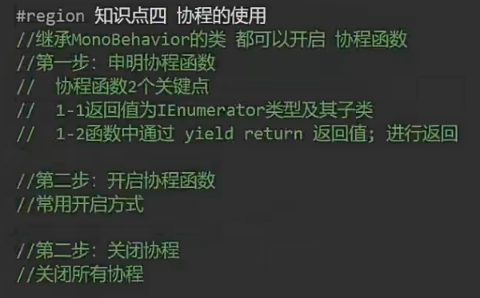 #region 知识点四 协程的使用
//继承MonoBehavior的类 都可以开启 协程函数
//第一步：申明协程函数
//  协程函数2个关键点
//  1-1返回值为IEnumerator类型及其子类
//  1-2函数中通过 yield return 返回值; 进行返回
//第二步：开启协程函数
//常用开启方式
//第二步：关闭协程
//关闭所有协程